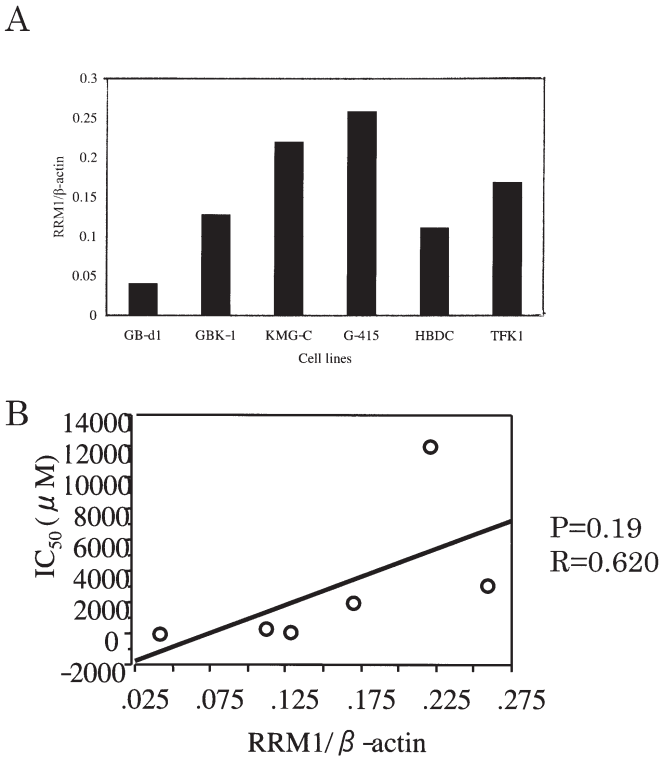 A
0.3
0.25
0.2
0.15
0.1
0.05
0
RRM1/β-actin
GB-d1 GBK-1 KMG-C G-415 HBDC TFK1
Cell lines
B
14000
12000
10000
8000
6000
4000
2000
0
-2000
IC50 (μM)
P=0.19
R=0.620
.025 .075 .125 .175 .225 .275
RRM1/β-actin